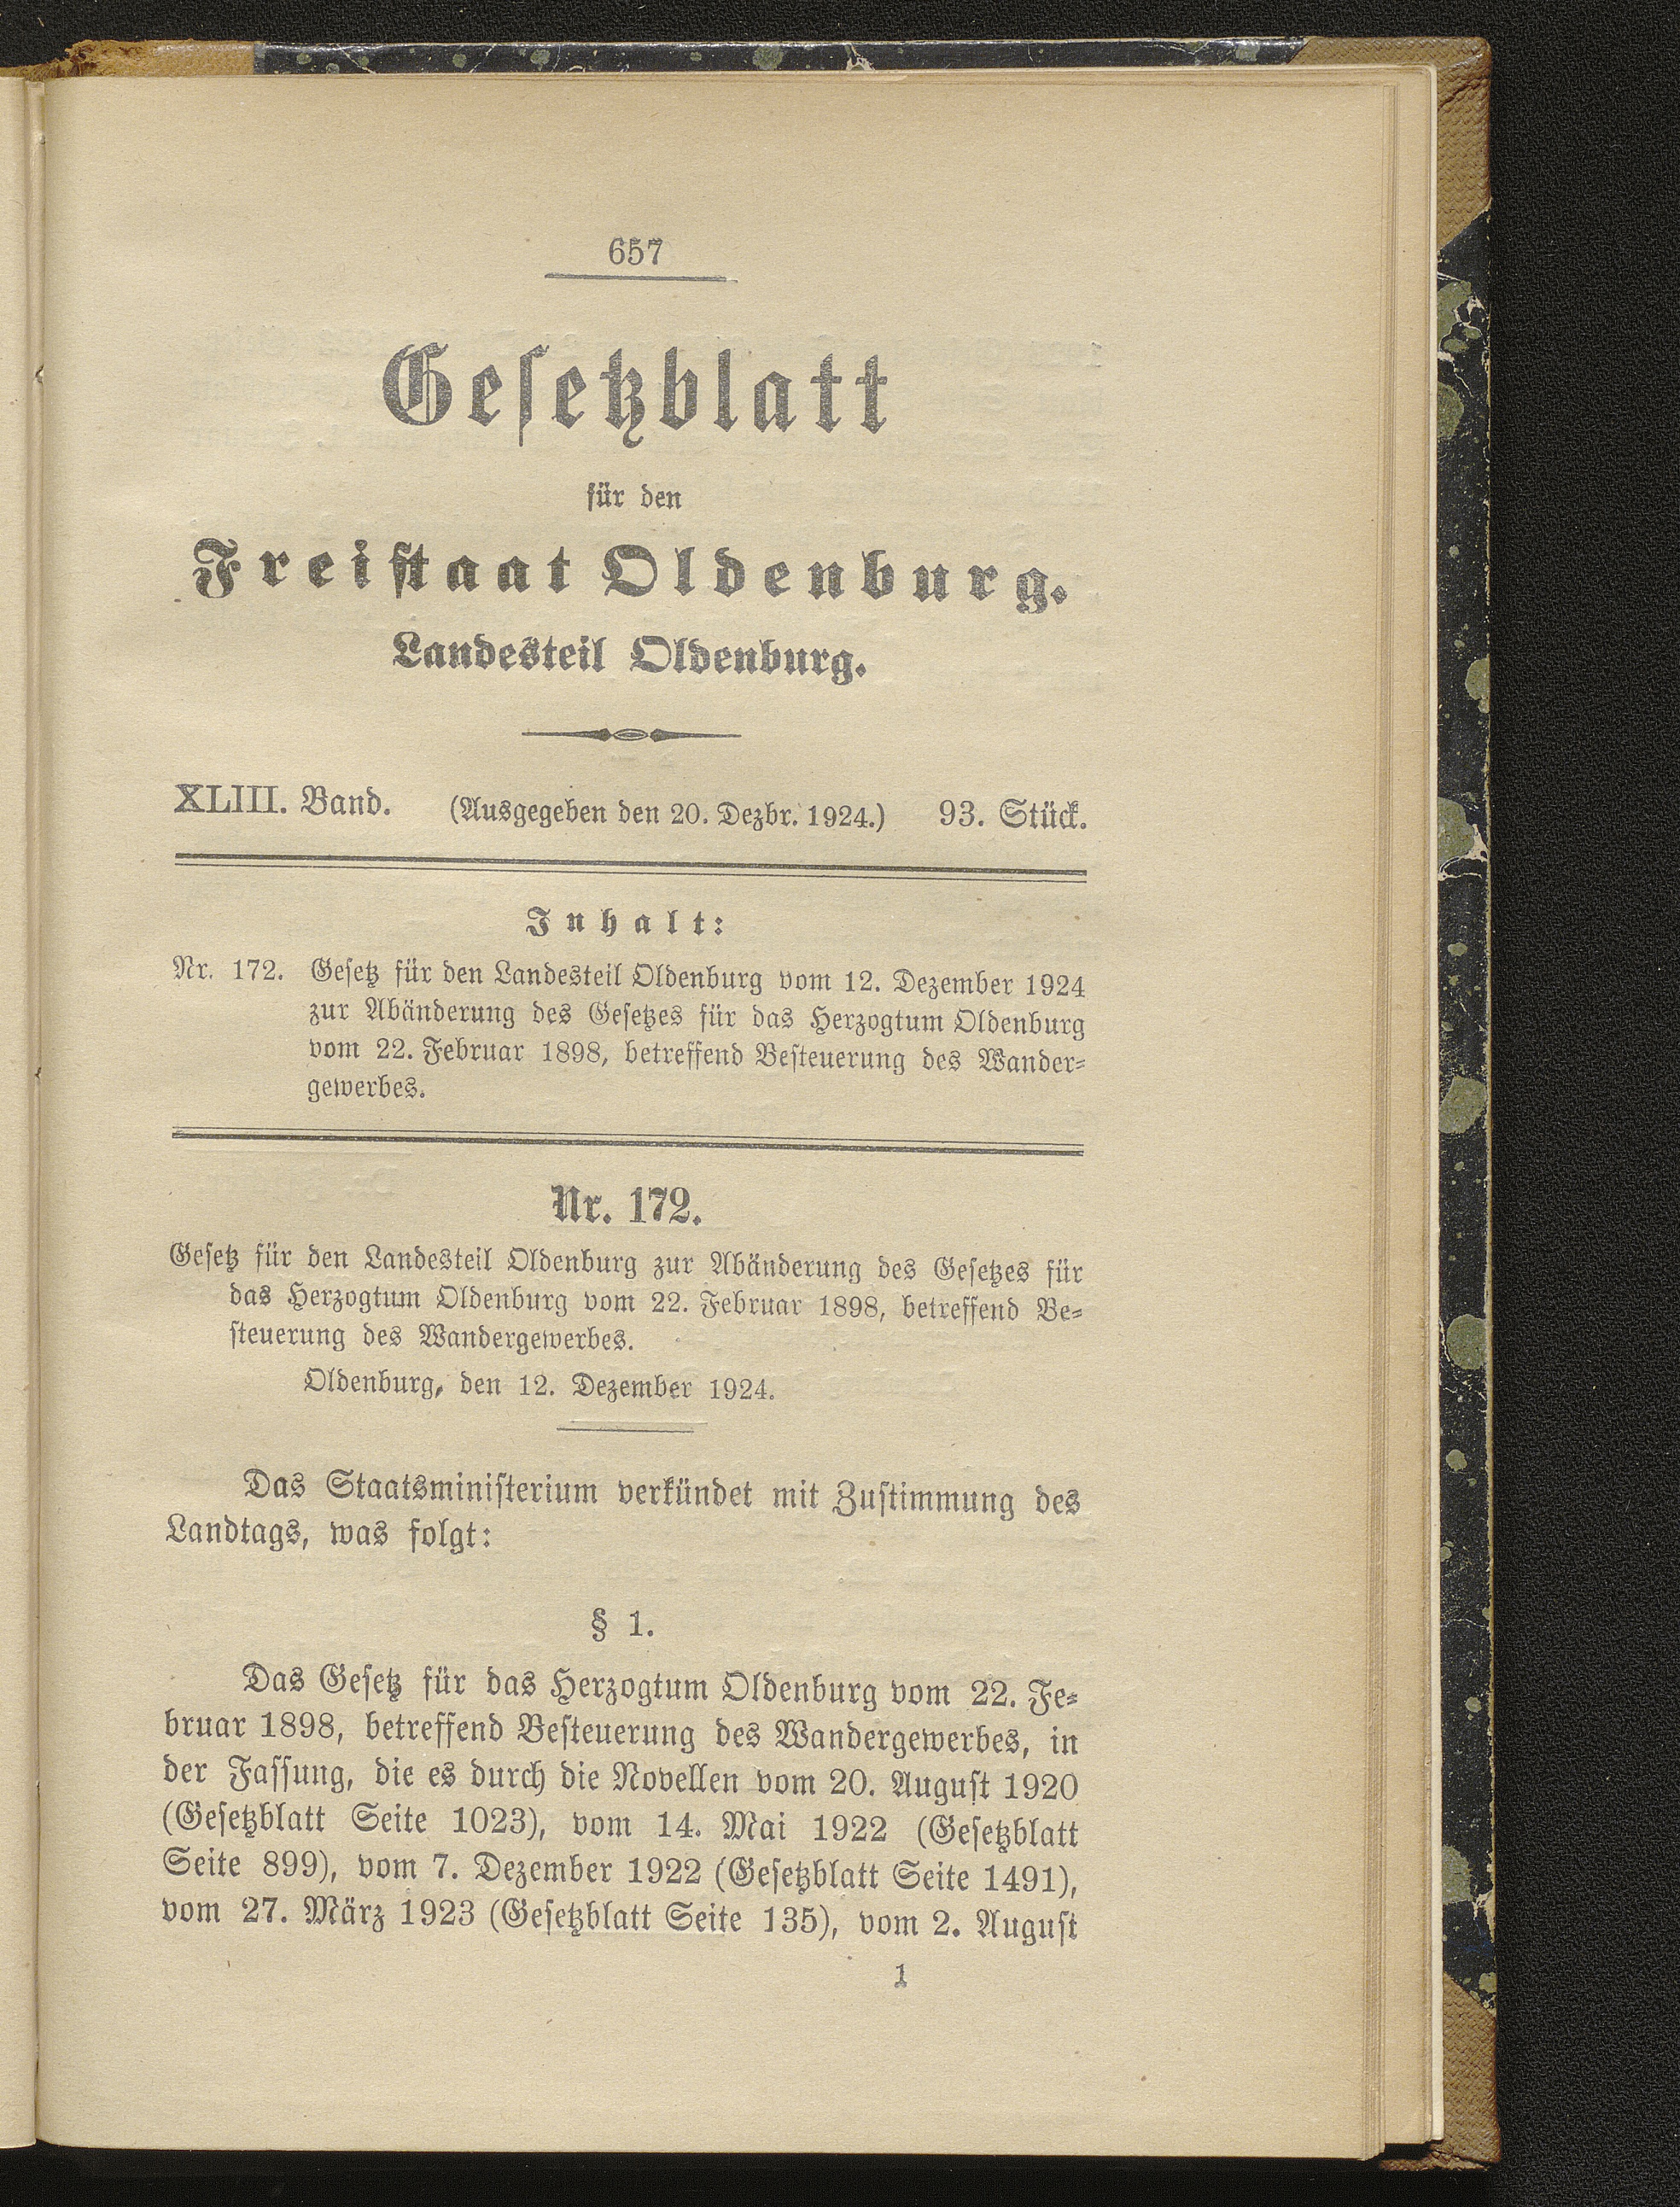 657
Gesetzblatt
für den
Freistaat Oldenburg.
Landesteil Oldenburg.
XLIII. Band. (Ausgegeben den 20. Dezbr. 1924.) 93. Stück.
Inhalt:
Nr. 172. Gesetz für den Landesteil Oldenburg vom 12. Dezember 1924
zur Abänderung des Gesetzes für das Herzogtum Oldenburg
vom 22. Februar 1898, betreffend Besteuerung des Wander-
gewerbes.
Nr. 172.
Gesetz für den Landesteil Oldenburg zur Abänderung des Gesetzes für
das Herzogtum Oldenburg vom 22. Februar 1898, betreffend Be-
steuerung des Wandergewerbes.
Oldenburg, den 12. Dezember 1924.
Das Staatsministerium verkündet mit Zustimmung des
Landtags, was folgt:
§ 1.
Das Gesetz für das Herzogtum Oldenburg vom 22. Fe-
bruar 1898, betreffend Besteuerung des Wandergewerbes, in
der Fassung, die es durch die Novellen vom 20. August 1920
(Gesetzblatt Seite 1023), vom 14. Mai 1922 (Gesetzblatt
Seite 899), vom 7. Dezember 1922 (Gesetzblatt Seite 1491),
vom 27. März 1923 (Gesetzblatt Seite 135), vom 2. August
1